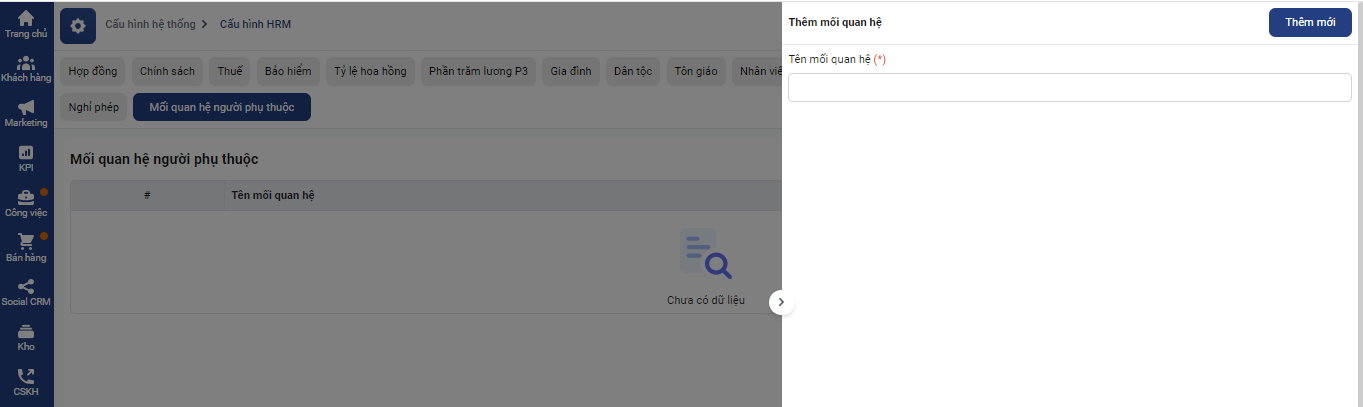 Trang chủ
Khách hàng
Marketing
KPI
Công việc
Bán hàng
Social CRM
Kho
CSKH
Cấu hình hệ thống > Cấu hình HRM
Hợp đồng Chính sách Thuế Bảo hiểm Tỷ lệ hoa hồng Phần trăm lương P3 Gia đình Dân tộc Tôn giáo
Nghỉ phép Mối quan hệ người phụ thuộc
Mối quan hệ người phụ thuộc
# Tên mối quan hệ
Chưa có dữ liệu
Thêm mối quan hệ Thêm mới
Tên mối quan hệ (*)